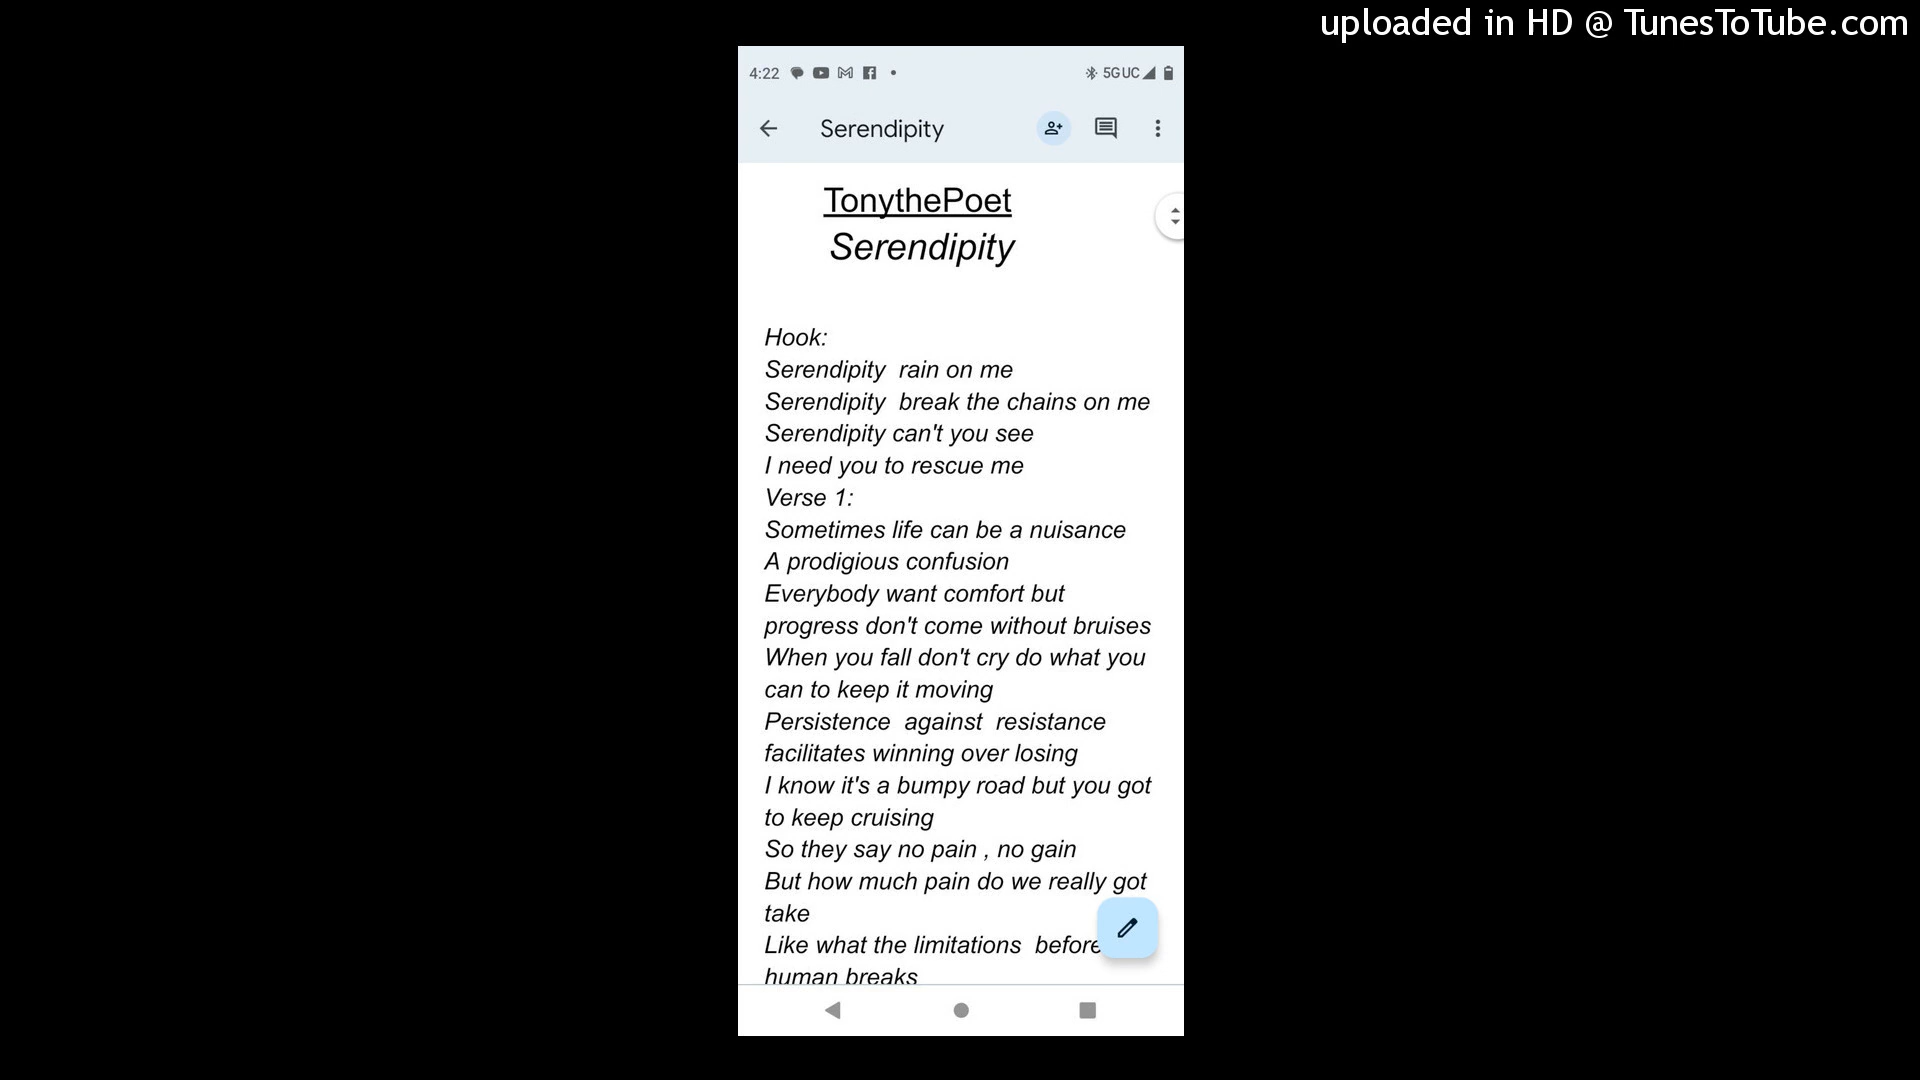 uploaded in HD @ TunesToTube.com
4:22
5G UC
Serendipity
TonythePoet
Serendipity
Hook:
Serendipity  rain on me
Serendipity  break the chains on me
Serendipity can't you see
I need you to rescue me
Verse 1:
Sometimes life can be a nuisance
A prodigious confusion
Everybody want comfort but
progress don't come without bruises
When you fall don't cry do what you
can to keep it moving
Persistence  against  resistance
facilitates winning over losing
I know it's a bumpy road but you got
to keep cruising
So they say no pain , no gain
But how much pain do we really got
take
Like what the limitations  before
human breaks